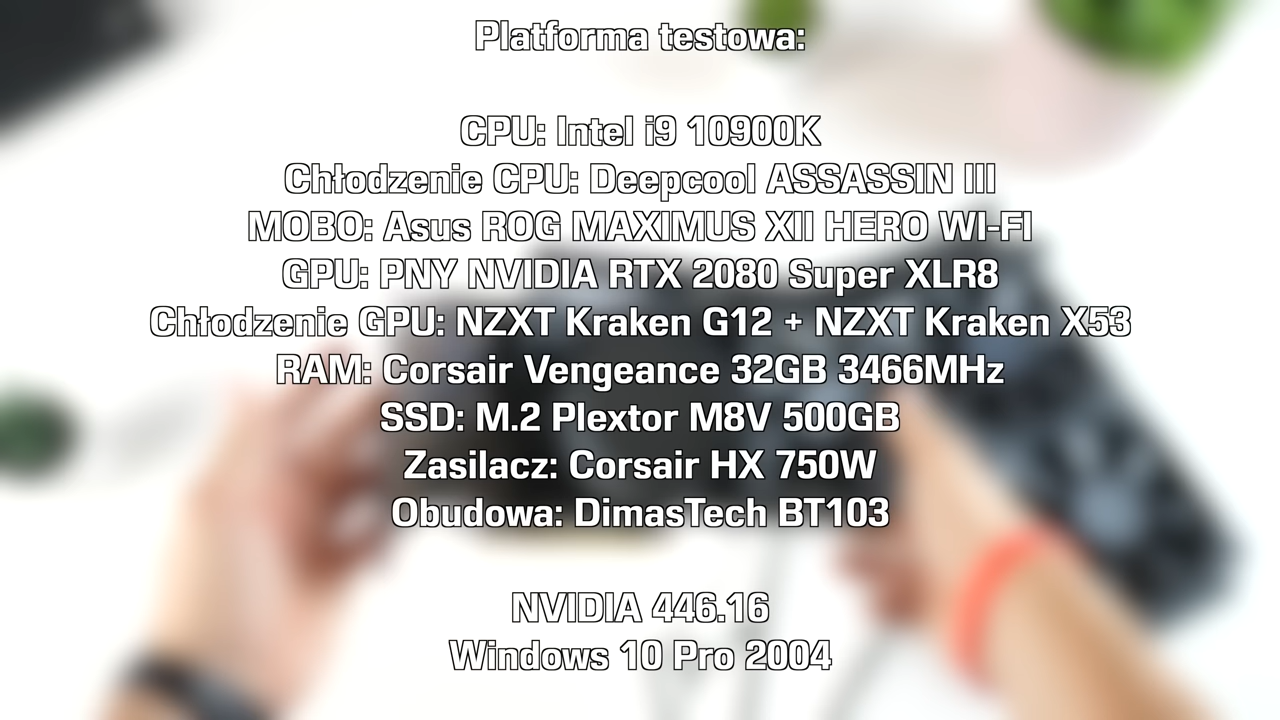 Platforma testowa:
CPU: Intel i9 10900K
Chłodzenie CPU: Deepcool ASSASSIN III
MOBO: Asus ROG MAXIMUS XII HERO WI-FI
GPU: PNY NVIDIA RTX 2080 Super XLR8
Chłodzenie GPU: NZXT Kraken G12 + NZXT Kraken X53
RAM: Corsair Vengeance 32GB 3466MHz
SSD: M.2 Plextor M8V 500GB
Zasilacz: Corsair HX 750W
Obudowa: DimasTech BT103
NVIDIA 446.16
Windows 10 Pro 2004